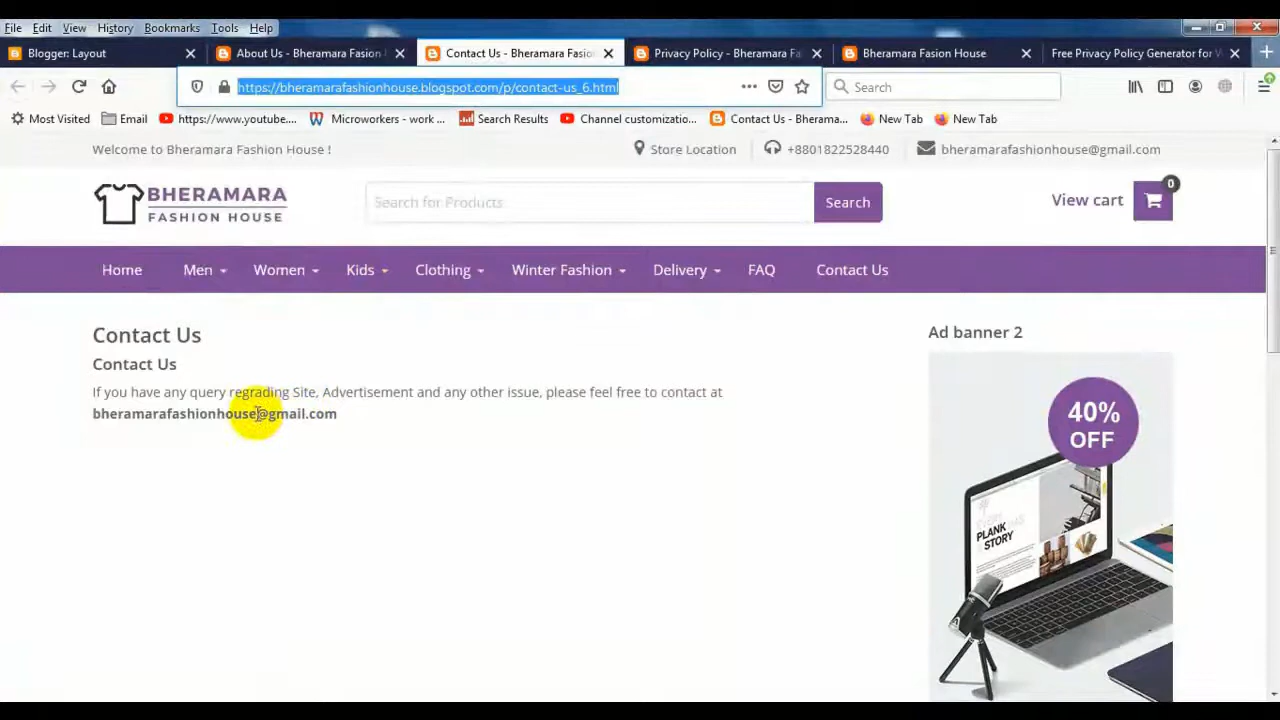 File Edit View History Bookmarks Tools Help
Blogger: Layout
About Us - Bheramara Fasion
Contact Us - Bheramara Fasio
Privacy Policy - Bheramara Fa
Bheramara Fasion House
Free Privacy Policy Generator for
https://bheramarafashionhouse.blogspot.com/p/contact-us_6.html
Search
Most Visited Email https://www.youtube.... Microworkers - work ... Search Results Channel customizatio... Contact Us - Bherama... New Tab New Tab
Welcome to Bheramara Fashion House !
Store Location +8801822528440 bheramarafashionhouse@gmail.com
BHERAMARA
FASHION HOUSE
Search for Products
Search
View cart
0
Home Men Women Kids Clothing Winter Fashion Delivery FAQ Contact Us
Contact Us
Contact Us
If you have any query regrading Site, Advertisement and any other issue, please feel free to contact at
bheramarafashionhouse@gmail.com
Ad banner 2
40%
OFF
PLANK
STORY